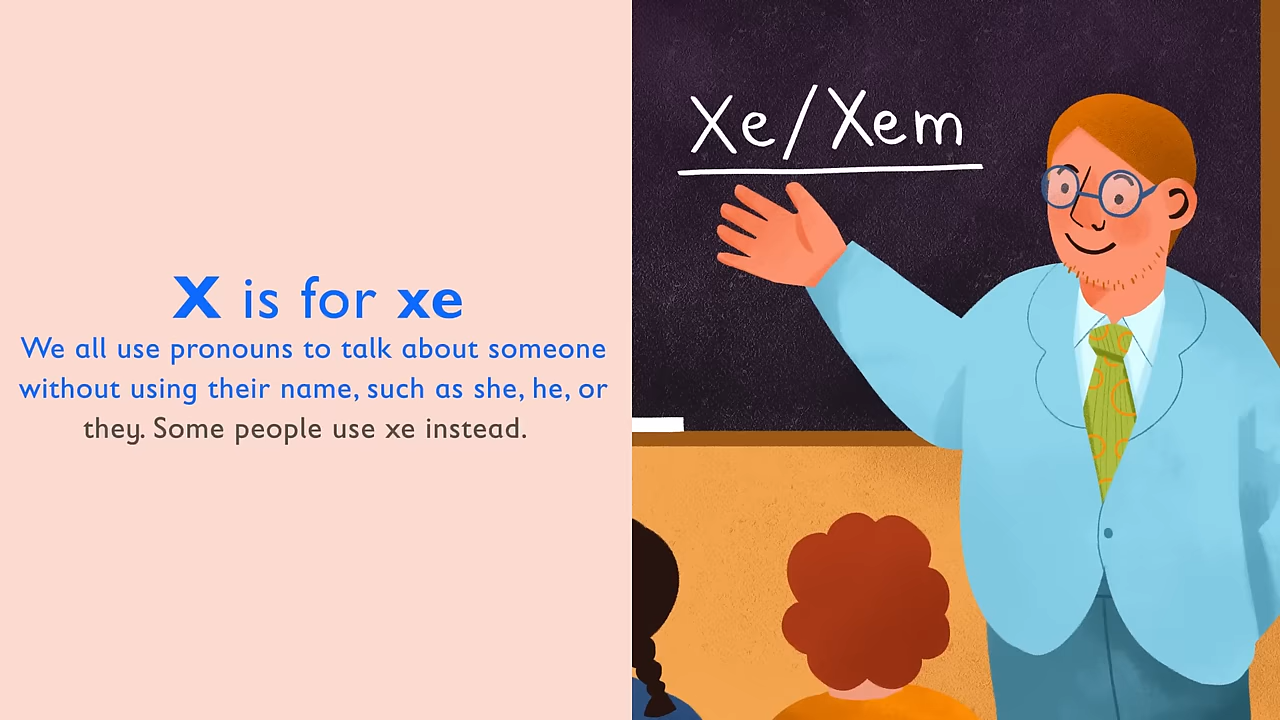 X is for xe
We all use pronouns to talk about someone
without using their name, such as she, he, or
they. Some people use xe instead.
Xe/Xem